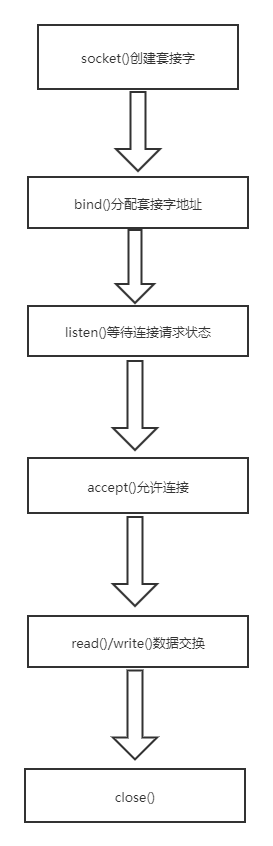 socket()创建套接字
bind()分配套接字地址
listen()等待连接请求状态
accept()允许连接
read()/write()数据交换
close()